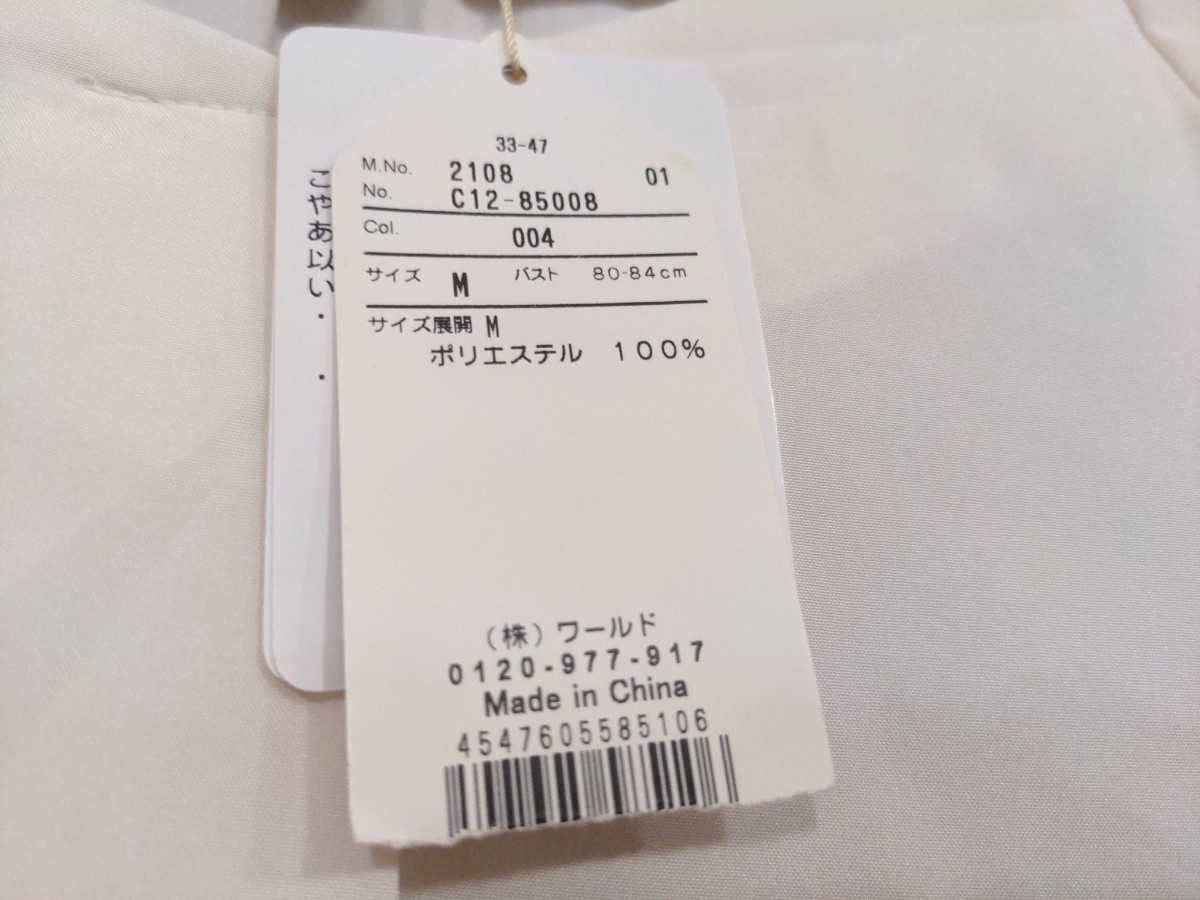 33-47
M.No. 2108 01
No. C12-85008
Col. 004
サイズ M バスト 80-84cm
サイズ展開 M
ポリエステル 100%
(株)ワールド
0120-977-917
Made in China
4547605585106
こやあ以い・
・